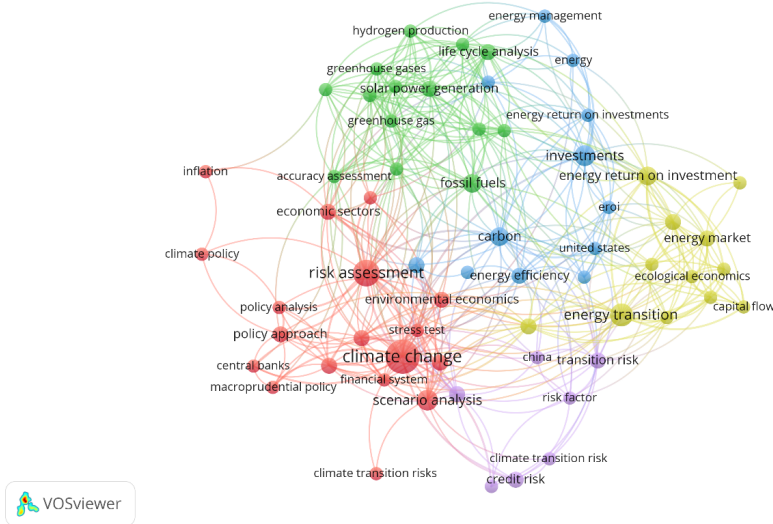 energy management
hydrogen production
life cycle analysis
energy
greenhouse gases
solar power generation
energy return on investments
greenhouse gas
investments
inflation
accuracy assessment
energy return on investment
fossil fuels
economic sectors
eroi
carbon
energy market
climate policy
united states
risk assessment
energy efficiency
ecological economics
environmental economics
policy analysis
capital flow
energy transition
policy approach
stress test
climate change
china
transition risk
central banks
financial system
macroprudential policy
scenario analysis
risk factor
climate transition risk
climate transition risks
credit risk
VOSviewer